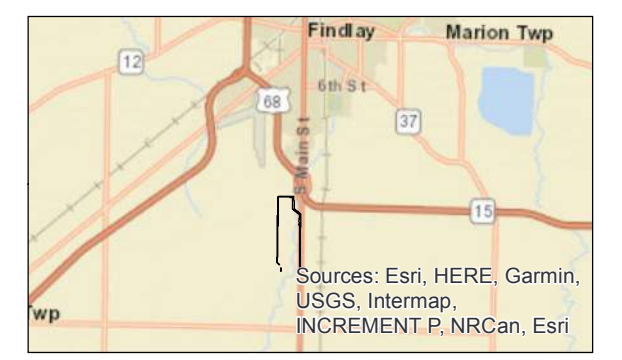 Findlay
Marion Twp
12
6th St
68
37
S Main St
15
Sources: Esri, HERE, Garmin,
USGS, Intermap,
INCREMENT P, NRCan, Esri
Twp